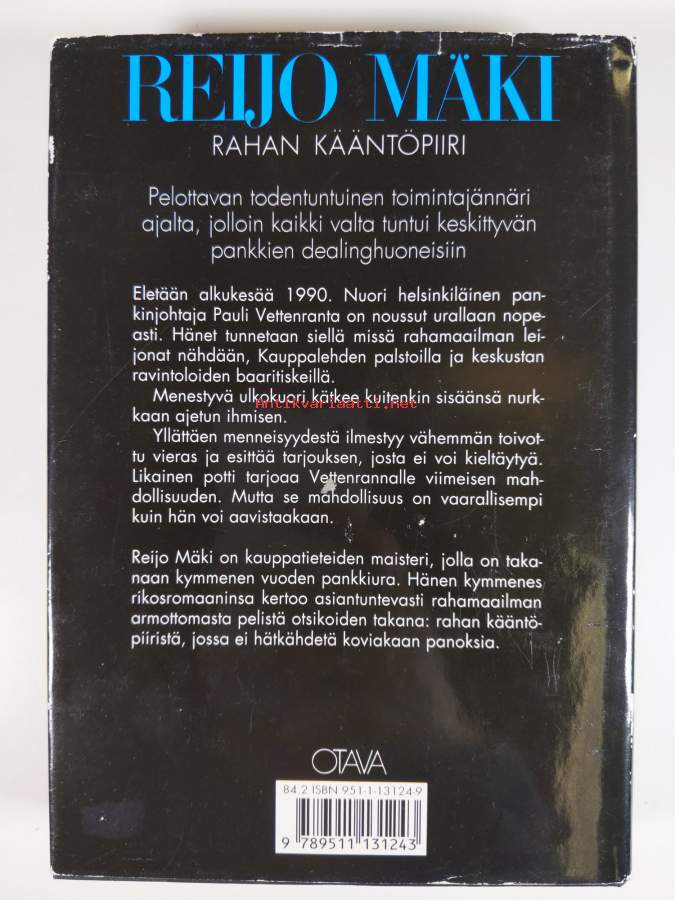 REIJO MÄKI
RAHAN KÄÄNTÖPIIRI
Pelottavan todentuntuinen toimintajännäri
ajalta, jolloin kaikki valta tuntui keskittyvän
pankkien dealinghuoneisiin
Eletään alkukesää 1990. Nuori helsinkiläinen pan-
kinjohtaja Pauli Vettenranta on noussut urallaan nope-
asti. Hänet tunnetaan siellä missä rahamaailman lei-
jonat nähdään, Kauppalehden palstoilla ja keskustan
ravintoloiden baaritiskeillä.
Menestyvä ulkokuori kätkee kuitenkin sisäänsä nurk-
Antikvariaatti.net
kaan ajetun ihmisen.
Yllättäen menneisyydestä ilmestyy vähemmän toivot-
tu vieras ja esittää tarjouksen, josta ei voi kieltäytyä.
Likainen potti tarjoaa Vettenrannalle viimeisen mah-
dollisuuden. Mutta se mahdollisuus on vaarallisempi
kuin hän voi aavistaakaan.
Reijo Mäki on kauppatieteiden maisteri, jolla on taka-
naan kymmenen vuoden pankkiura. Hänen kymmenes
rikosromaaninsa kertoo asiantuntevasti rahamaailman
armottomasta pelistä otsikoiden takana: rahan kääntö-
piiristä, jossa ei hätkähdetä koviakaan panoksia.
OTAVA
84.2 ISBN 951-1-13124-9
9 789511 131243